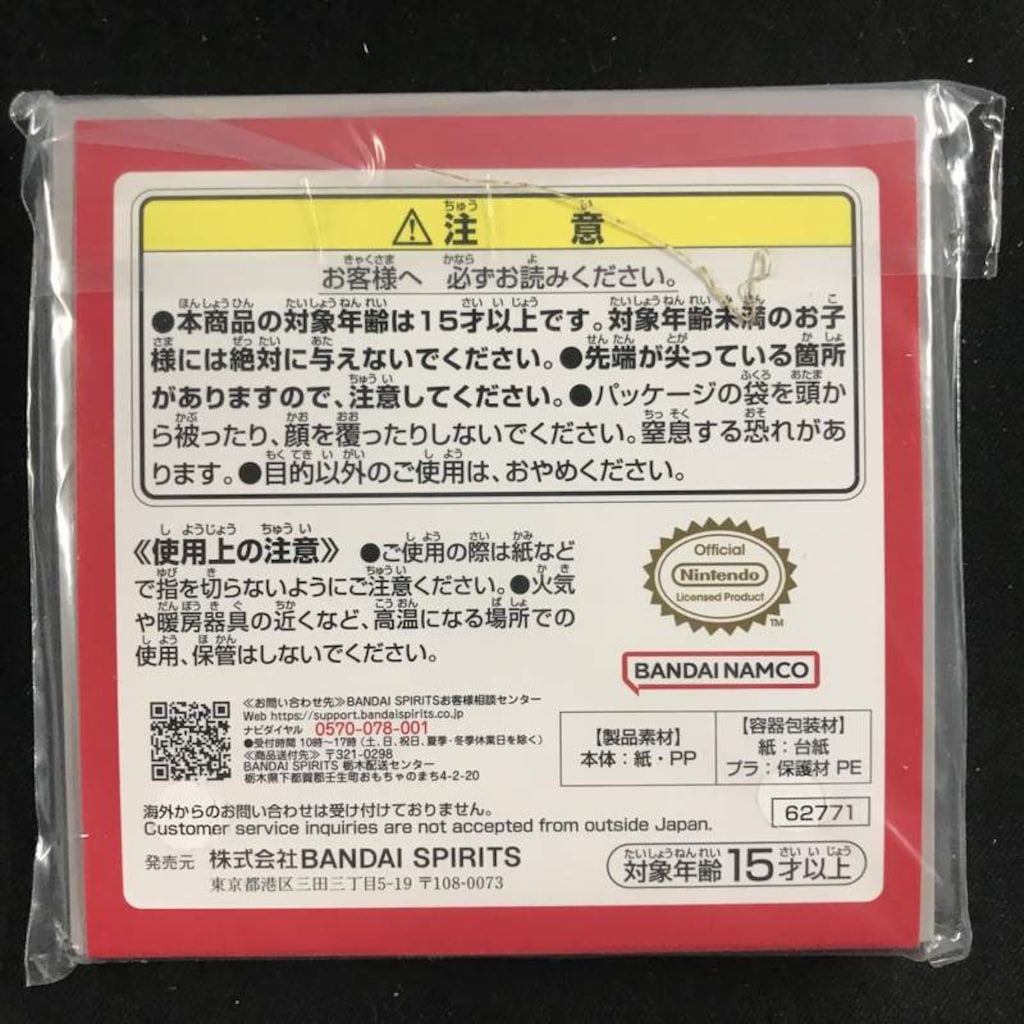 ⚠注　意
お客様へ 必ずお読みください。
●本商品の対象年齢は15才以上です。対象年齢未満のお子
様には絶対に与えないでください。●先端が尖っている箇所
がありますので、注意してください。●パッケージの袋を頭か
ら被ったり、顔を覆ったりしないでください。窒息する恐れがあ
ります。●目的以外のご使用は、おやめください。
《使用上の注意》 ●ご使用の際は紙など
で指を切らないようにご注意ください。●火気
や暖房器具の近くなど、高温になる場所での
使用、保管はしないでください。
Official
Nintendo
Licensed Product
TM
BANDAI NAMCO
≪お問い合わせ先≫BANDAI SPIRITSお客様相談センター
Web https://support.bandaispirits.co.jp
ナビダイヤル 0570-078-001
●受付時間 10時～17時 (土、日、祝日、夏季・冬季休業日を除く)
≪商品送付先≫ 〒321-0298
BANDAI SPIRITS 栃木配送センター
栃木県下都賀郡壬生町おもちゃのまち4-2-20
【製品素材】
本体：紙・PP
【容器包装材】
紙：台紙
プラ：保護材 PE
海外からのお問い合わせは受け付けておりません。
Customer service inquiries are not accepted from outside Japan.
62771
発売元 株式会社BANDAI SPIRITS
東京都港区三田三丁目5-19 〒108-0073
対象年齢 15才以上